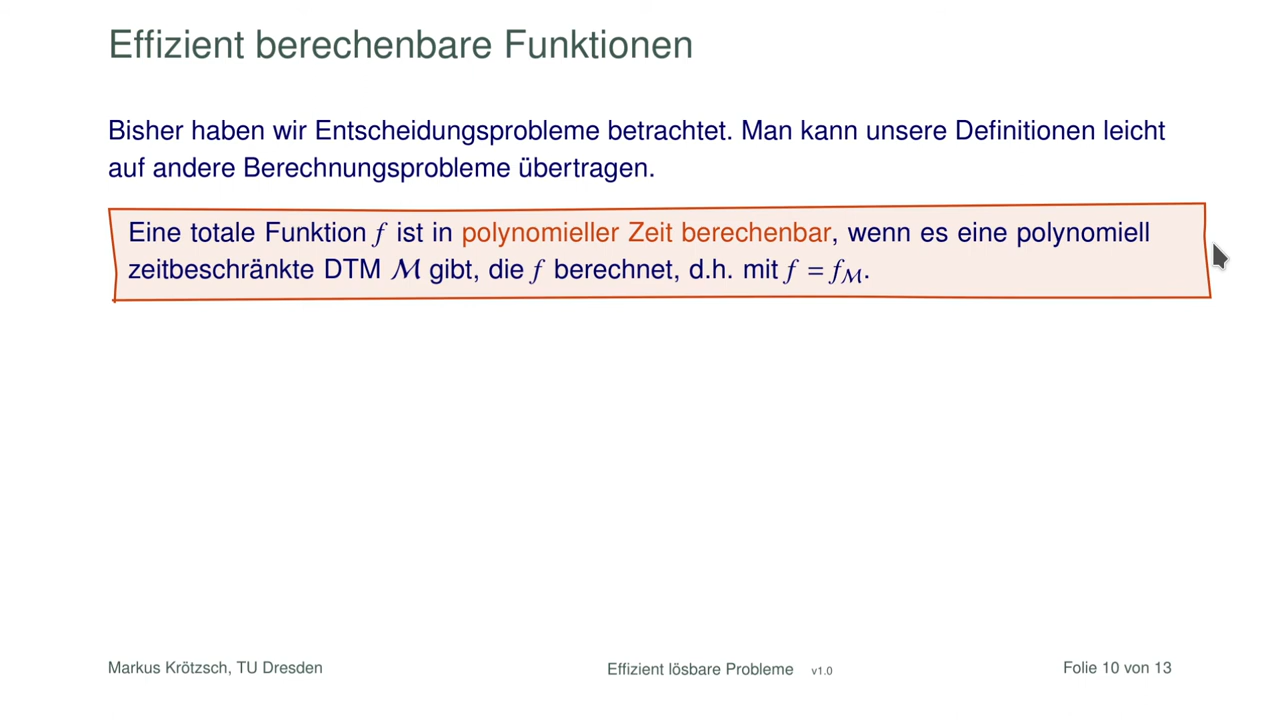 Effizient berechenbare Funktionen
Bisher haben wir Entscheidungsprobleme betrachtet. Man kann unsere Definitionen leicht
auf andere Berechnungsprobleme übertragen.
Eine totale Funktion f ist in polynomieller Zeit berechenbar, wenn es eine polynomiell
zeitbeschränkte DTM ℳ gibt, die f berechnet, d.h. mit f = fℳ.
Markus Krötzsch, TU Dresden
Effizient lösbare Probleme v1.0
Folie 10 von 13